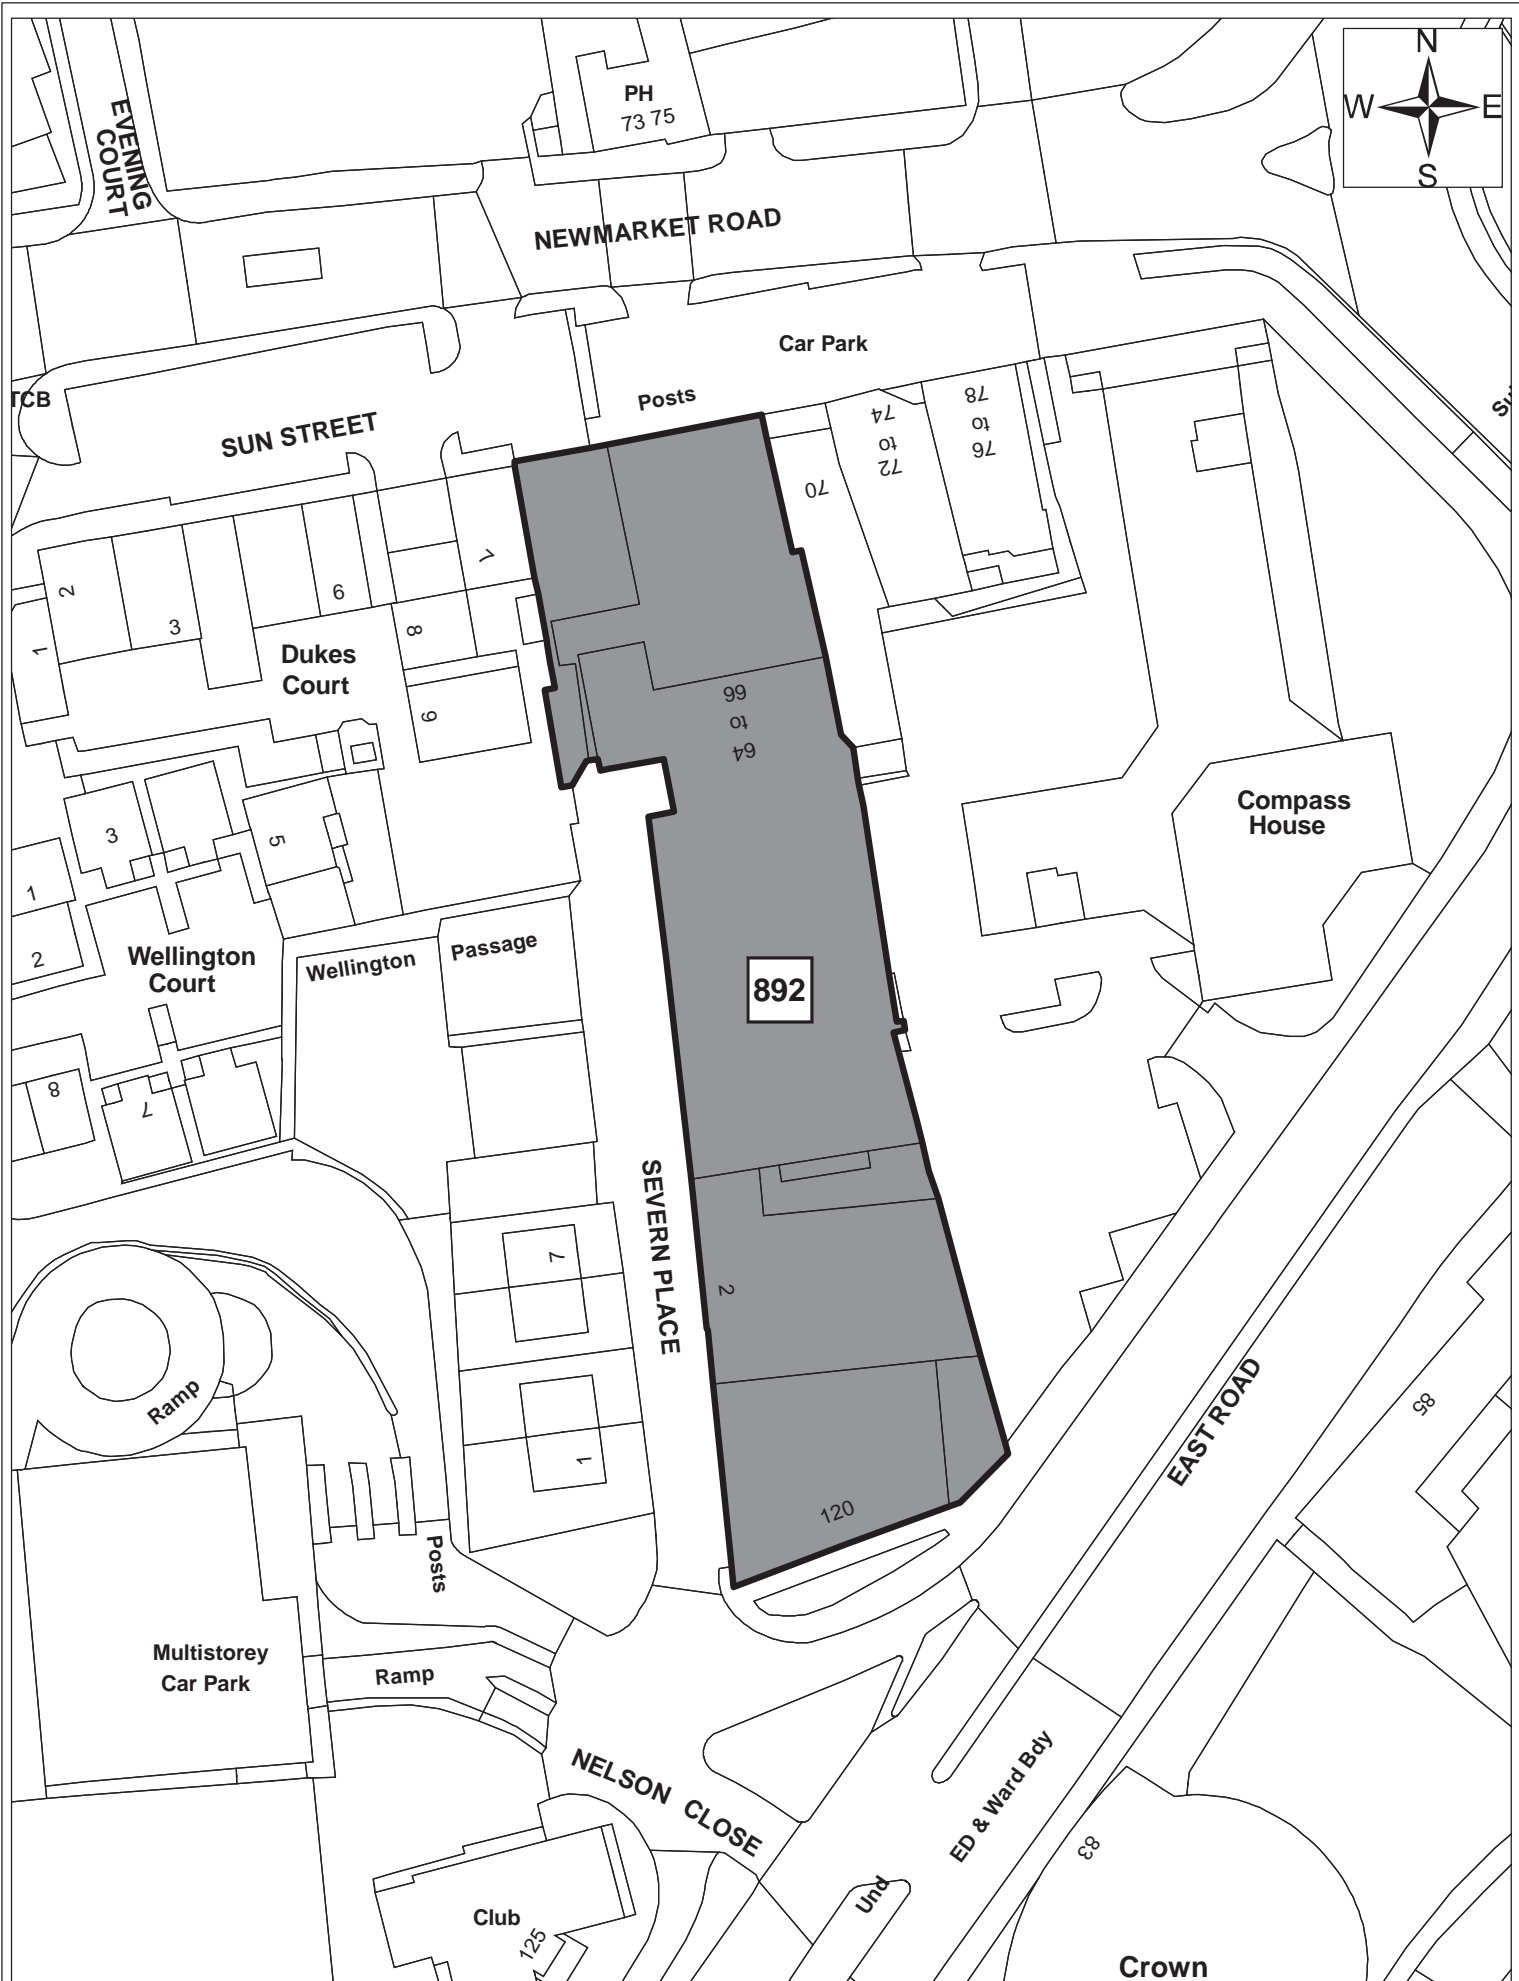 N
W E
S
PH
73 75
EVENING
COURT
NEWMARKET ROAD
Car Park
TCB
Posts
SUN STREET
78
to
76
74
to
72
70
7
2
6
3
8
1
Dukes
Court
9
66
to
64
Compass
House
3
5
1
2
Wellington
Court
Wellington Passage
892
8
7
SEVERN PLACE
7
2
Ramp
EAST ROAD
85
1
120
Posts
Multistorey
Car Park
Ramp
NELSON CLOSE
ED & Ward Bdy
83
Und
Club
125
Crown